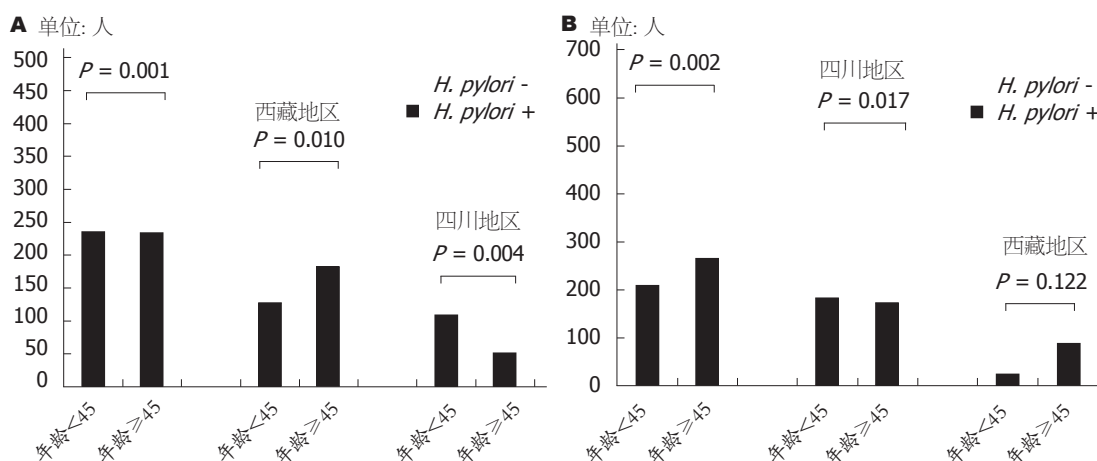 A 单位: 人
500
450
400
350
300
250
200
150
100
50
0
P = 0.001
西藏地区
P = 0.010
四川地区
P = 0.004
H. pylori -
H. pylori +
年龄<45
年龄≥45
年龄<45
年龄≥45
年龄<45
年龄≥45
B 单位: 人
700
600
500
400
300
200
100
0
P = 0.002
四川地区
P = 0.017
西藏地区
P = 0.122
H. pylori -
H. pylori +
年龄<45
年龄≥45
年龄<45
年龄≥45
年龄<45
年龄≥45